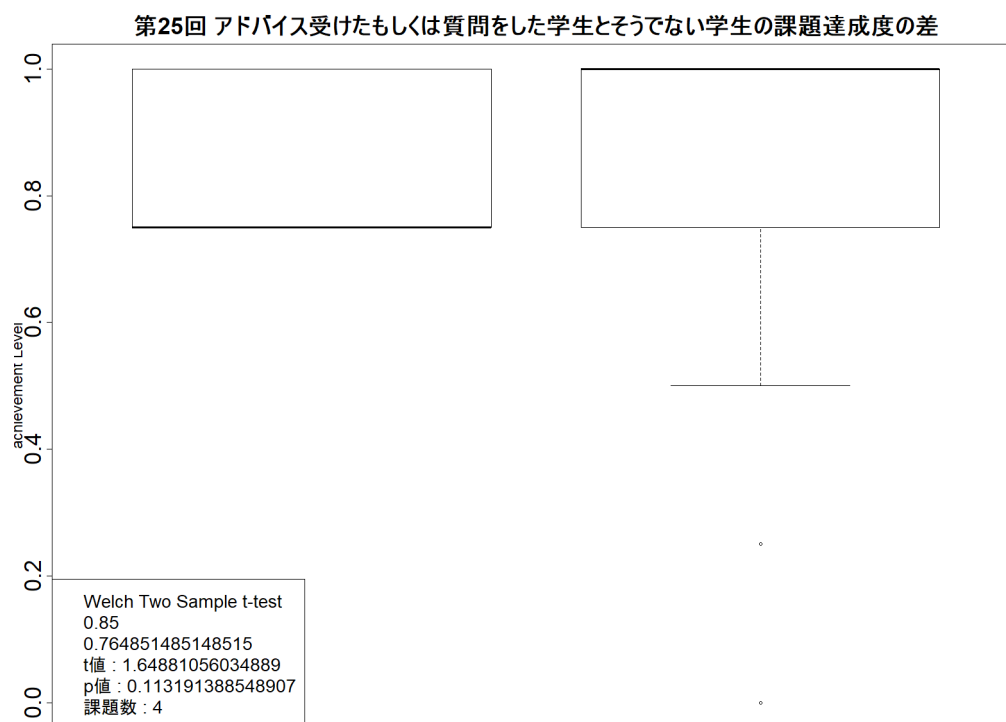 第25回 アドバイス受けたもしくは質問をした学生とそうでない学生の課題達成度の差
1.0
0.8
0.6
achievement Level
0.4
0.2
0.0
Welch Two Sample t-test
0.85
0.764851485148515
t値 : 1.64881056034889
p値 : 0.113191388548907
課題数 : 4